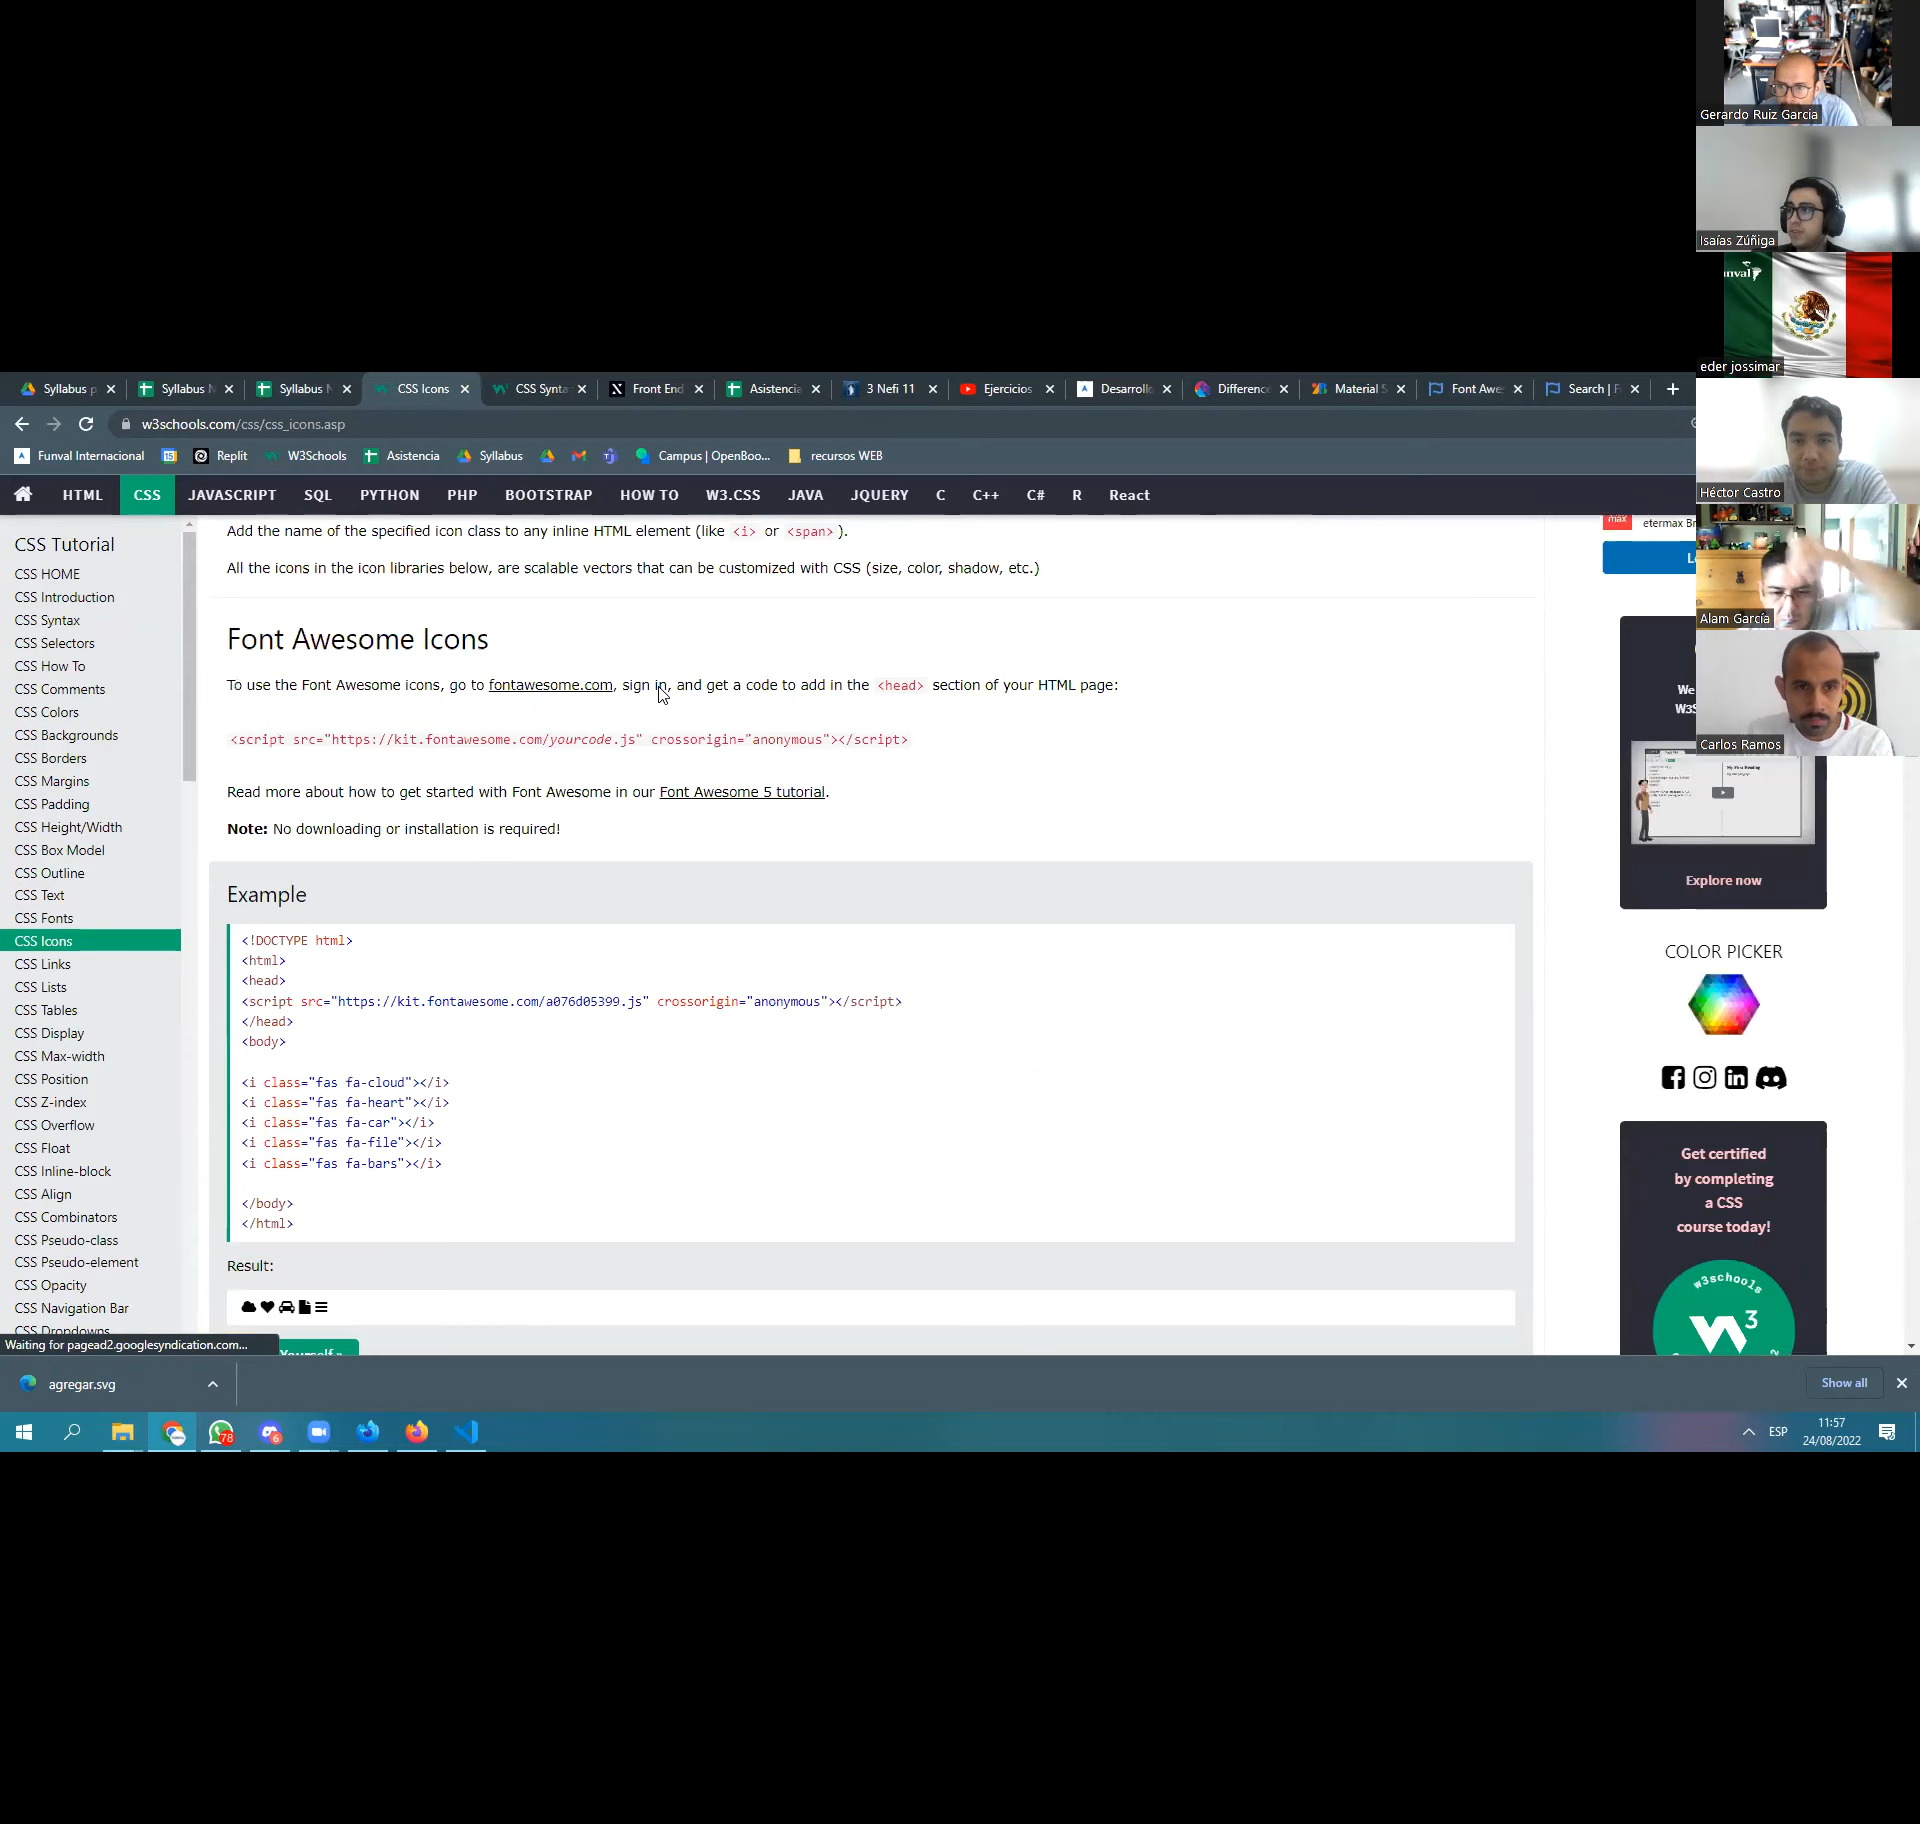 Gerardo Ruiz Garcia
Isaías Zúñiga
eder jossimar
Héctor Castro
Alam García
Carlos Ramos
Syllabus p
Syllabus N
Syllabus N
CSS Icons
CSS Synta
Front End
Asistencia
3 Nefi 11
Ejercicios
Desarrollo
Difference
Material S
Font Awe
Search | F
w3schools.com/css/css_icons.asp
Funval Internacional
15
Replit
W3Schools
Asistencia
Syllabus
Campus | OpenBoo...
recursos WEB
HTML CSS JAVASCRIPT SQL PYTHON PHP BOOTSTRAP HOW TO W3.CSS JAVA JQUERY C C++ C# R React
CSS Tutorial
CSS HOME
CSS Introduction
CSS Syntax
CSS Selectors
CSS How To
CSS Comments
CSS Colors
CSS Backgrounds
CSS Borders
CSS Margins
CSS Padding
CSS Height/Width
CSS Box Model
CSS Outline
CSS Text
CSS Fonts
CSS Icons
CSS Links
CSS Lists
CSS Tables
CSS Display
CSS Max-width
CSS Position
CSS Z-index
CSS Overflow
CSS Float
CSS Inline-block
CSS Align
CSS Combinators
CSS Pseudo-class
CSS Pseudo-element
CSS Opacity
CSS Navigation Bar
CSS Dropdowns
Waiting for pagead2.googlesyndication.com...
Add the name of the specified icon class to any inline HTML element (like <i> or <span>).
All the icons in the icon libraries below, are scalable vectors that can be customized with CSS (size, color, shadow, etc.)
Font Awesome Icons
To use the Font Awesome icons, go to fontawesome.com, sign in, and get a code to add in the <head> section of your HTML page:
<script src="https://kit.fontawesome.com/yourcode.js" crossorigin="anonymous"></script>
Read more about how to get started with Font Awesome in our Font Awesome 5 tutorial.
Note: No downloading or installation is required!
Example
<!DOCTYPE html>
<html>
<head>
<script src="https://kit.fontawesome.com/a076d05399.js" crossorigin="anonymous"></script>
</head>
<body>
<i class="fas fa-cloud"></i>
<i class="fas fa-heart"></i>
<i class="fas fa-car"></i>
<i class="fas fa-file"></i>
<i class="fas fa-bars"></i>
</body>
</html>
Result:
Yourself »
max
etermax Br
We
W3S
Explore now
COLOR PICKER
Get certified
by completing
a CSS
course today!
w3schools
3
agregar.svg
Show all
78
6
ESP
11:57
24/08/2022